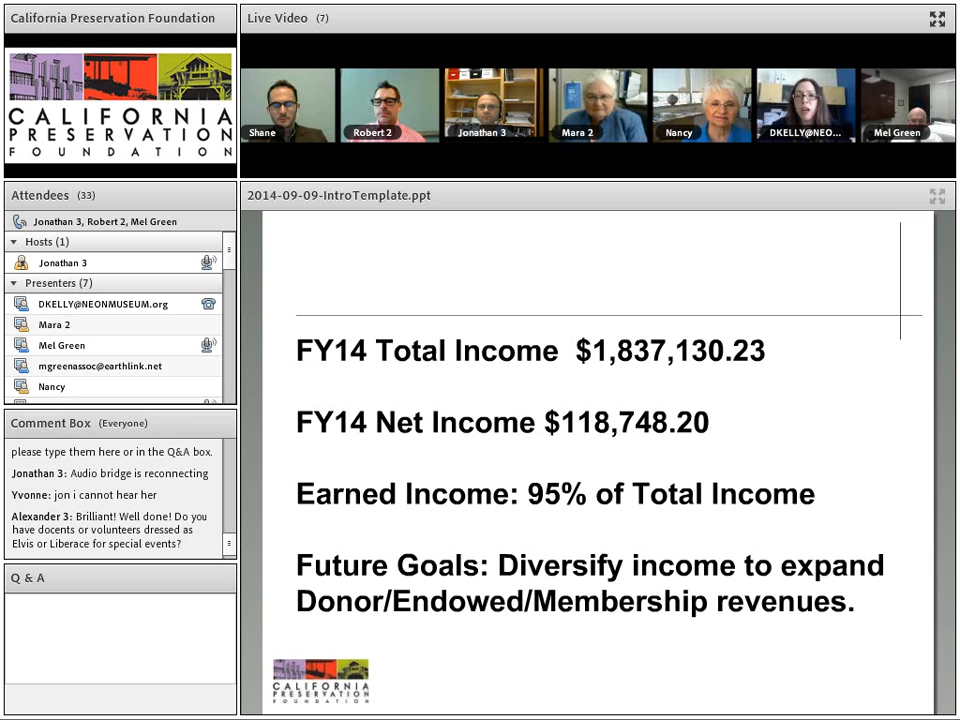 California Preservation Foundation
CALIFORNIA
PRESERVATION
FOUNDATION
Live Video (7)
Shane
Robert 2
Jonathan 3
Mara 2
Nancy
DKELLY@NEO...
Mel Green
Attendees (33)
Jonathan 3, Robert 2, Mel Green
Hosts (1)
Jonathan 3
Presenters (7)
DKELLY@NEONMUSEUM.org
Mara 2
Mel Green
mgreenassoc@earthlink.net
Nancy
Comment Box (Everyone)
please type them here or in the Q&A box.
Jonathan 3: Audio bridge is reconnecting
Yvonne: jon i cannot hear her
Alexander 3: Brilliant! Well done! Do you
have docents or volunteers dressed as
Elvis or Liberace for special events?
Q & A
2014-09-09-IntroTemplate.ppt
FY14 Total Income $1,837,130.23
FY14 Net Income $118,748.20
Earned Income: 95% of Total Income
Future Goals: Diversify income to expand
Donor/Endowed/Membership revenues.
CALIFORNIA
PRESERVATION
FOUNDATION